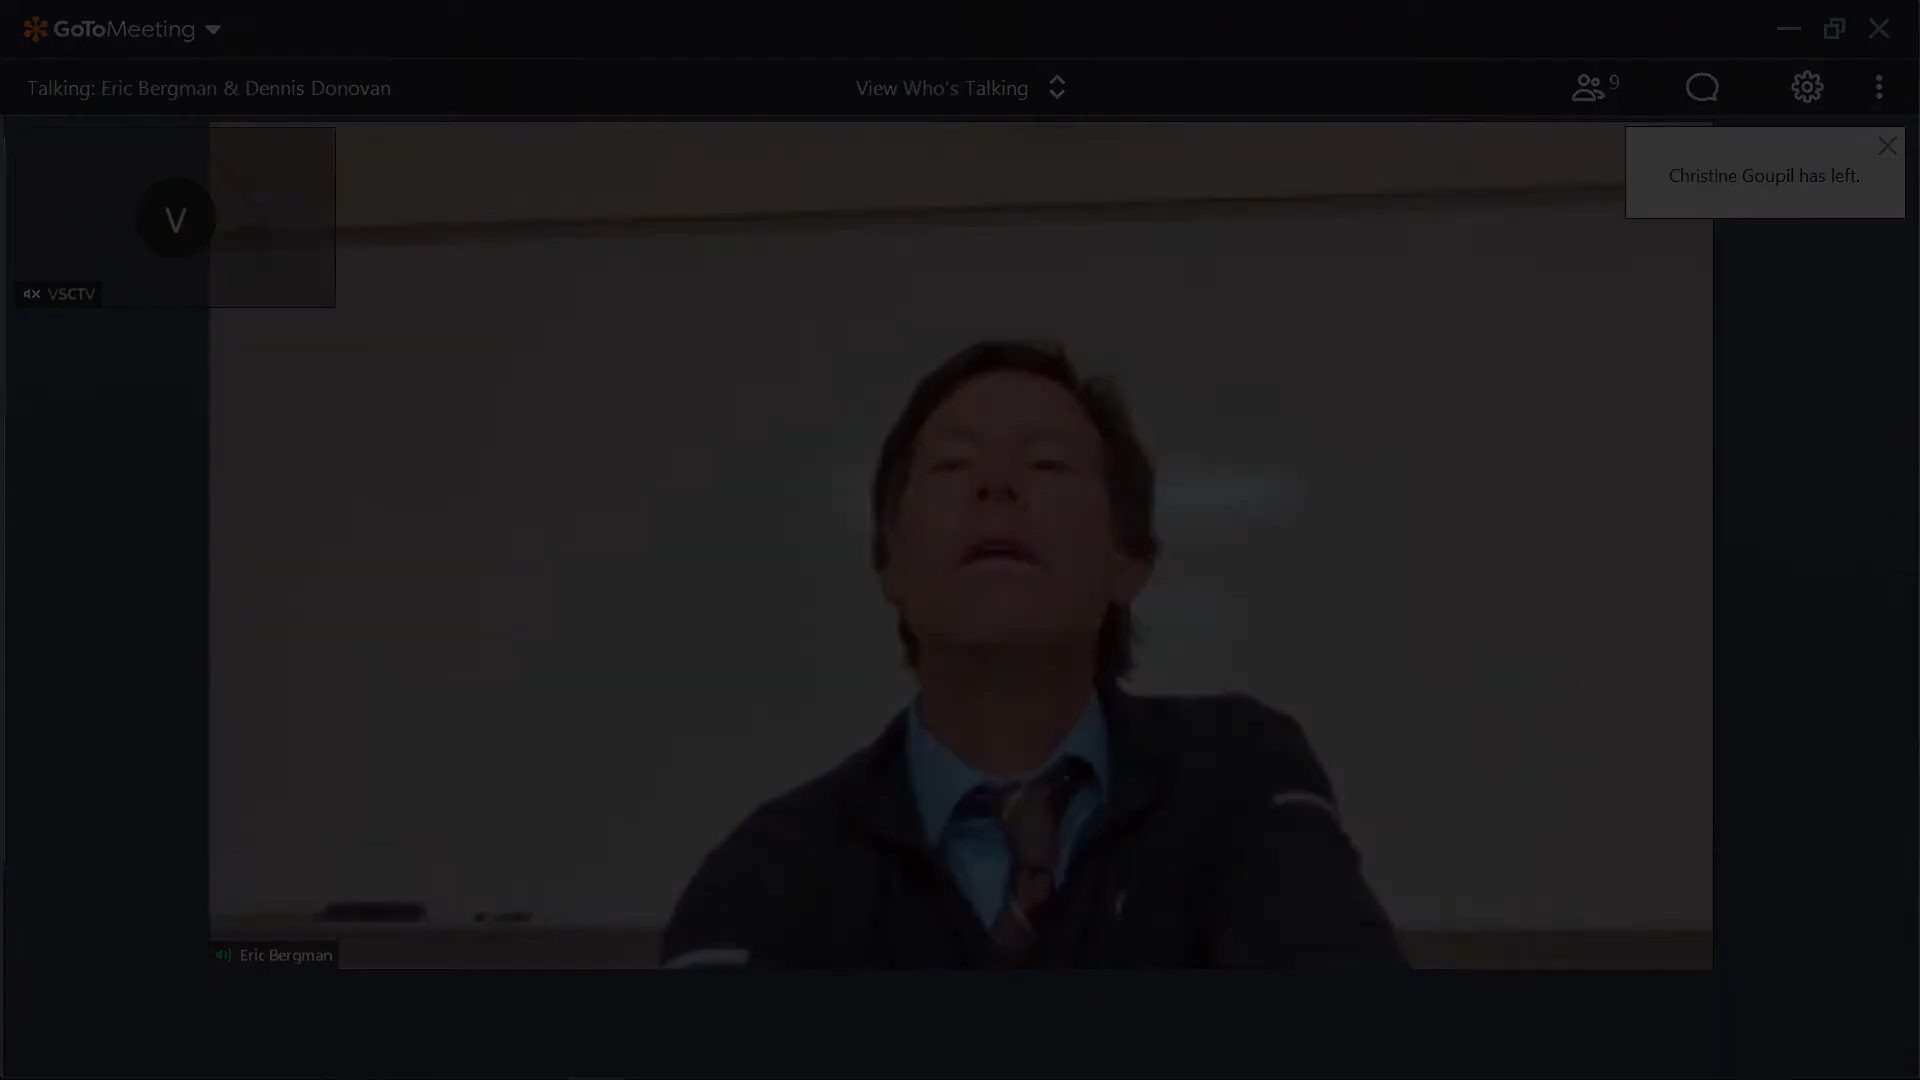 GoToMeeting
Talking: Eric Bergman & Dennis Donovan
View Who's Talking
9
Christine Goupil has left.
V
VSCTV
Eric Bergman